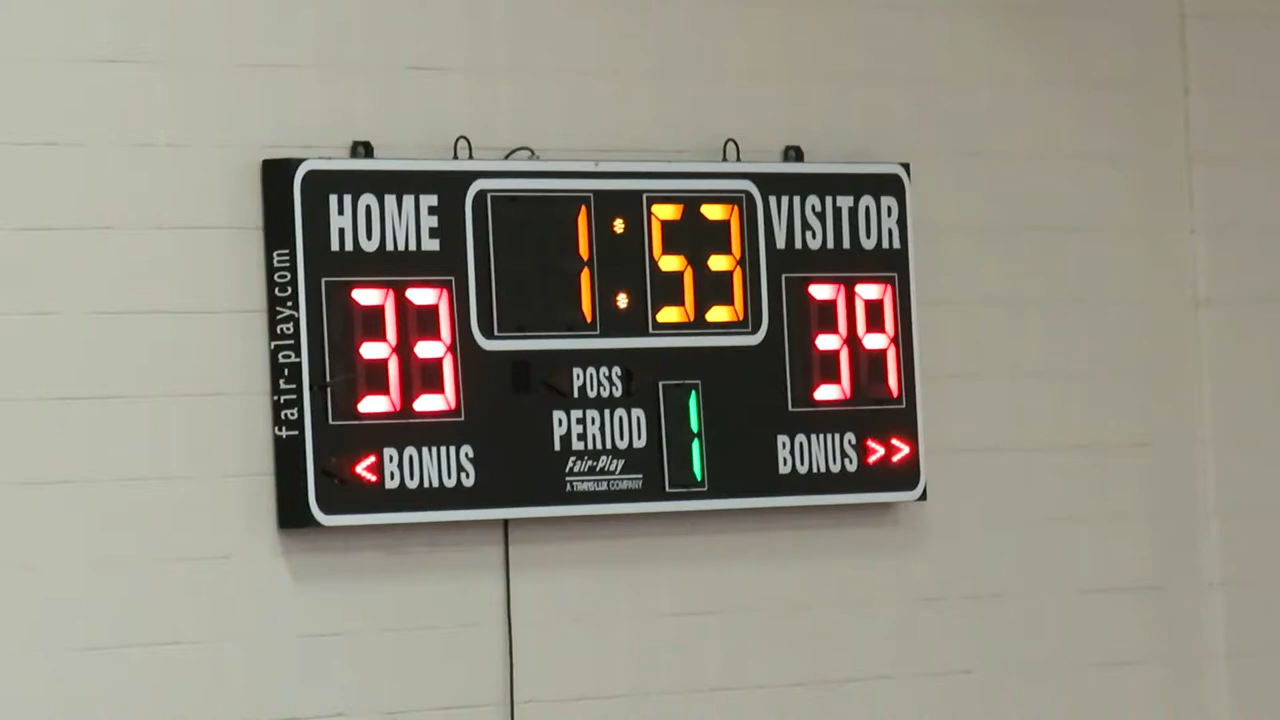 HOME
1:53
VISITOR
33
39
POSS
PERIOD
1
<BONUS
BONUS>>
Fair-Play
A TRANS-LUX COMPANY
fair-play.com